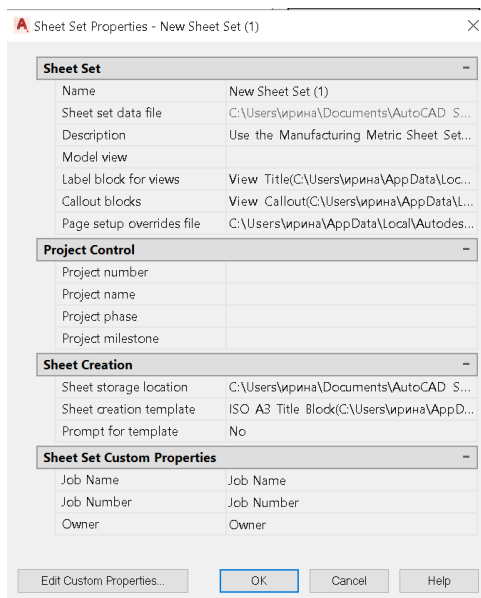 Sheet Set Properties - New Sheet Set (1)
Sheet Set
Name New Sheet Set (1)
Sheet set data file C:\Users\ирина\Documents\AutoCAD S...
Description Use the Manufacturing Metric Sheet Set...
Model view
Label block for views View Title(C:\Users\ирина\AppData\Loc...
Callout blocks View Callout(C:\Users\ирина\AppData\L...
Page setup overrides file C:\Users\ирина\AppData\Local\Autodes...
Project Control
Project number
Project name
Project phase
Project milestone
Sheet Creation
Sheet storage location C:\Users\ирина\Documents\AutoCAD S...
Sheet creation template ISO A3 Title Block(C:\Users\ирина\AppD...
Prompt for template No
Sheet Set Custom Properties
Job Name Job Name
Job Number Job Number
Owner Owner
Edit Custom Properties... OK Cancel Help